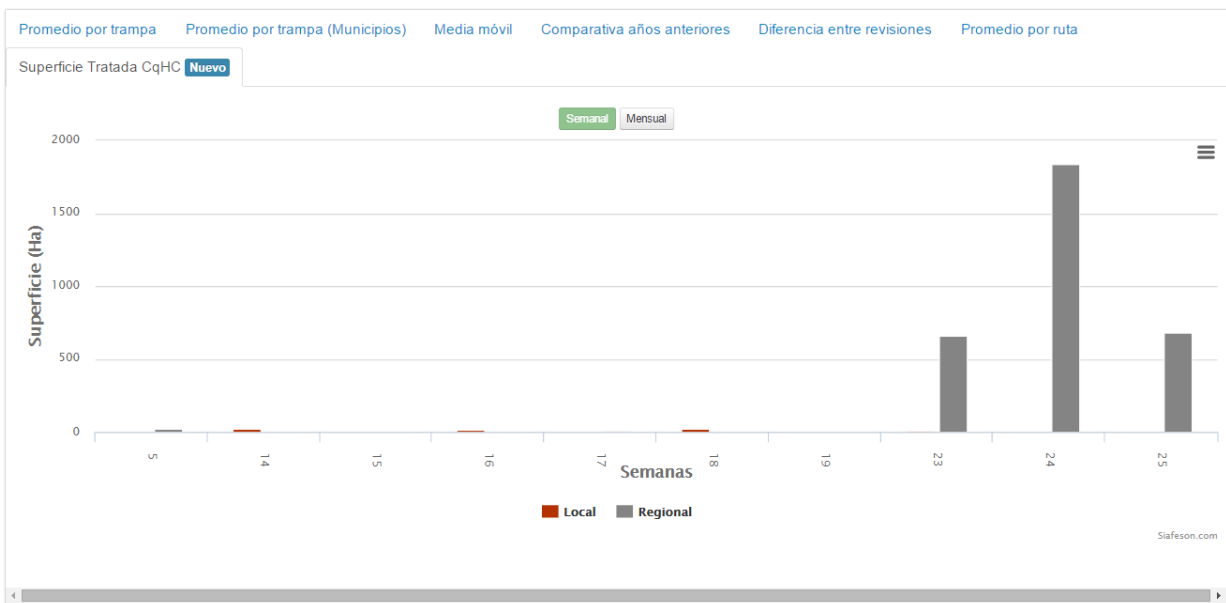 Promedio por trampa Promedio por trampa (Municipios) Media móvil Comparativa años anteriores Diferencia entre revisiones Promedio por ruta
Superficie Tratada CqHC Nuevo
Semanal Mensual
2000
1500
1000
500
0
Superficie (Ha)
5 14 15 16 17 18 19 23 24 25
Semanas
Local Regional
Siafeson.com